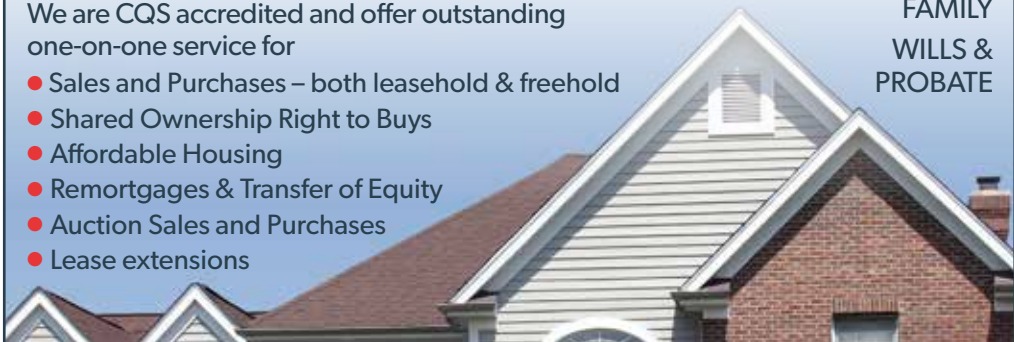 We are CQS accredited and offer outstanding
one-on-one service for
● Sales and Purchases – both leasehold & freehold
● Shared Ownership Right to Buys
● Affordable Housing
● Remortgages & Transfer of Equity
● Auction Sales and Purchases
● Lease extensions
FAMILY
WILLS &
PROBATE